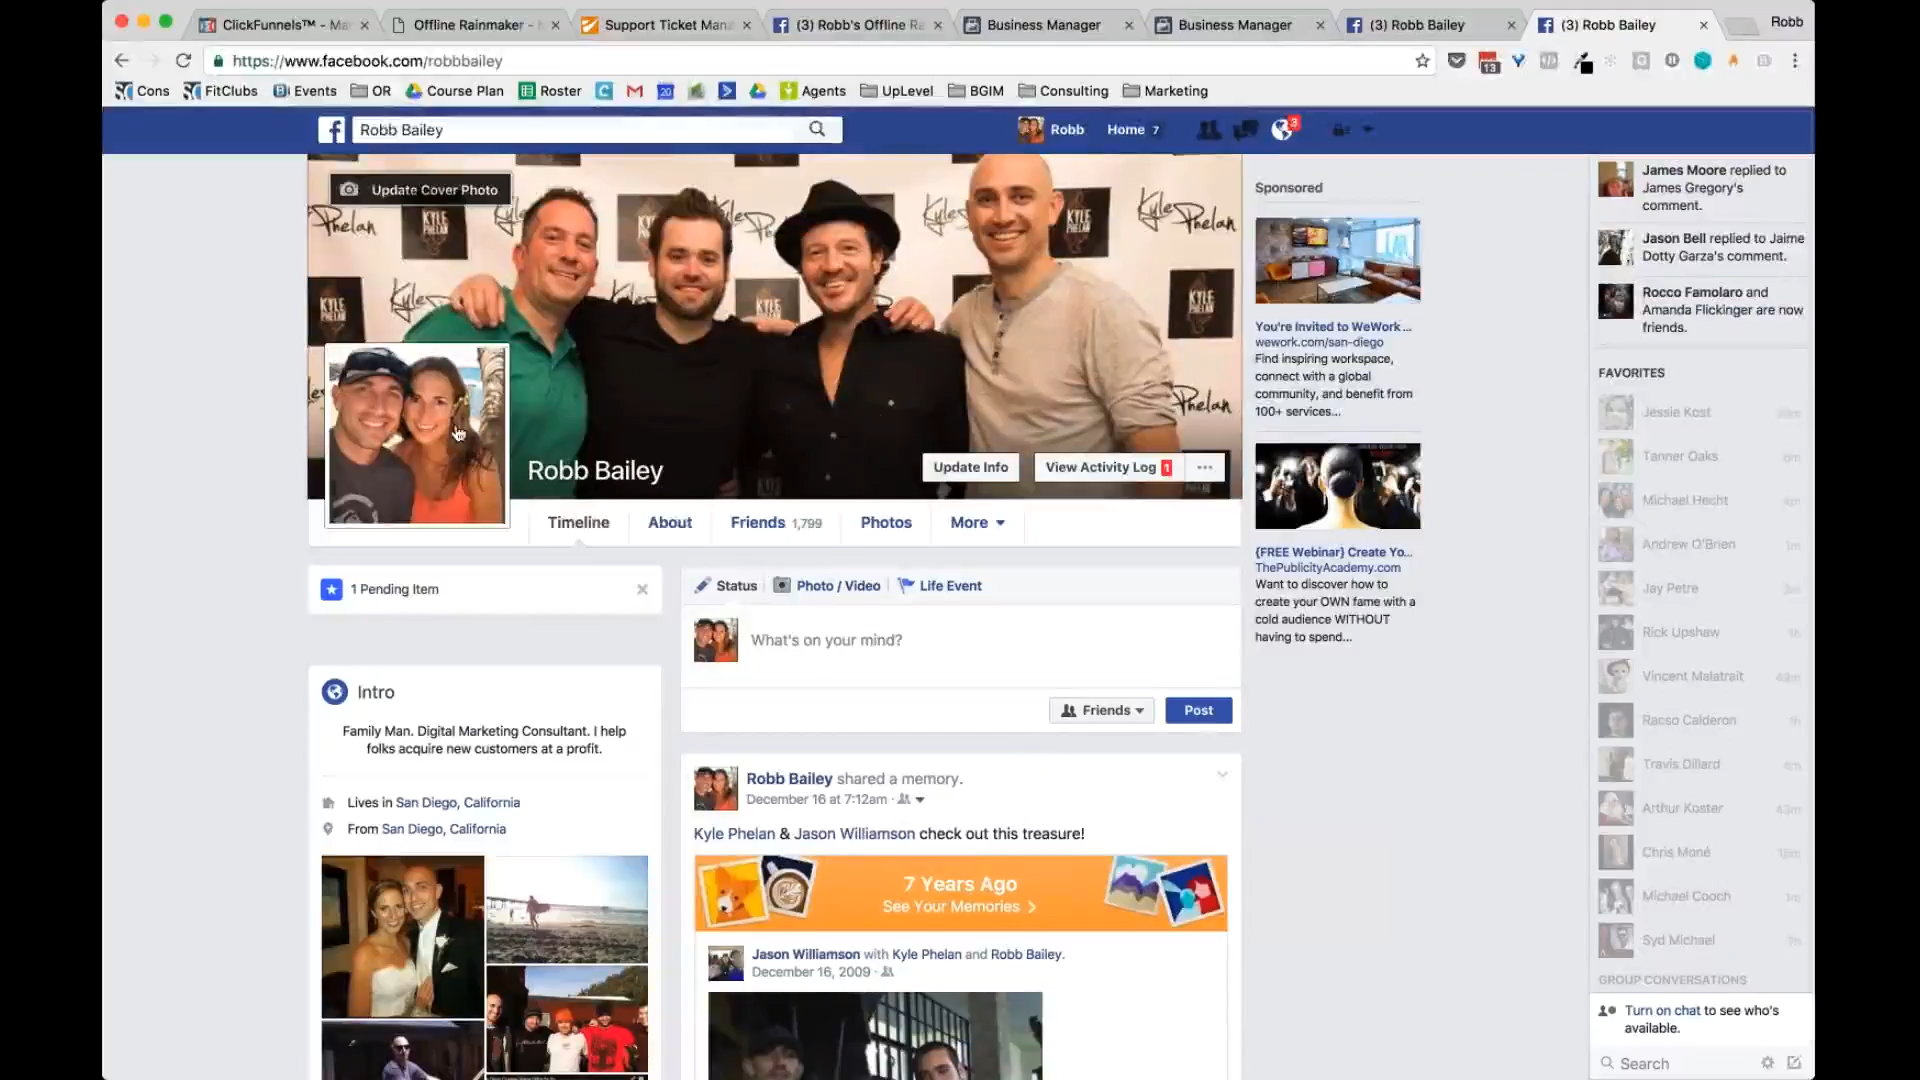 ClickFunnels™ - Ma
Offline Rainmaker -
Support Ticket Man
(3) Robb's Offline Ra
Business Manager
Business Manager
(3) Robb Bailey
(3) Robb Bailey
Robb
https://www.facebook.com/robbbailey
13
Cons
FitClubs
Events
OR
Course Plan
Roster
20
Agents
UpLevel
BGIM
Consulting
Marketing
Robb Bailey
Robb
Home 7
3
Update Cover Photo
Kyle Phelan
Robb Bailey
Update Info
View Activity Log 1
Timeline
About
Friends 1,799
Photos
More
1 Pending Item
Intro
Family Man. Digital Marketing Consultant. I help
folks acquire new customers at a profit.
Lives in San Diego, California
From San Diego, California
Status
Photo / Video
Life Event
What's on your mind?
Friends
Post
Robb Bailey shared a memory.
December 16 at 7:12am ·
Kyle Phelan & Jason Williamson check out this treasure!
7 Years Ago
See Your Memories
Jason Williamson with Kyle Phelan and Robb Bailey.
December 16, 2009 ·
Sponsored
You're Invited to WeWork ...
wework.com/san-diego
Find inspiring workspace,
connect with a global
community, and benefit from
100+ services...
{FREE Webinar} Create Yo...
ThePublicityAcademy.com
Want to discover how to
create your OWN fame with a
cold audience WITHOUT
having to spend...
James Moore replied to
James Gregory's
comment.
Jason Bell replied to Jaime
Dotty Garza's comment.
Rocco Famolaro and
Amanda Flickinger are now
friends.
FAVORITES
Jessie Kost
Tanner Oaks
Michael Hecht
Andrew O'Brien 1m
Jay Petre
Rick Upshaw 1h
Vincent Malatrait
Racso Calderon 1h
Travis Dillard
Arthur Koster
Chris Moné
Michael Cooch 1m
Syd Michael
GROUP CONVERSATIONS
Turn on chat to see who's
available.
Search